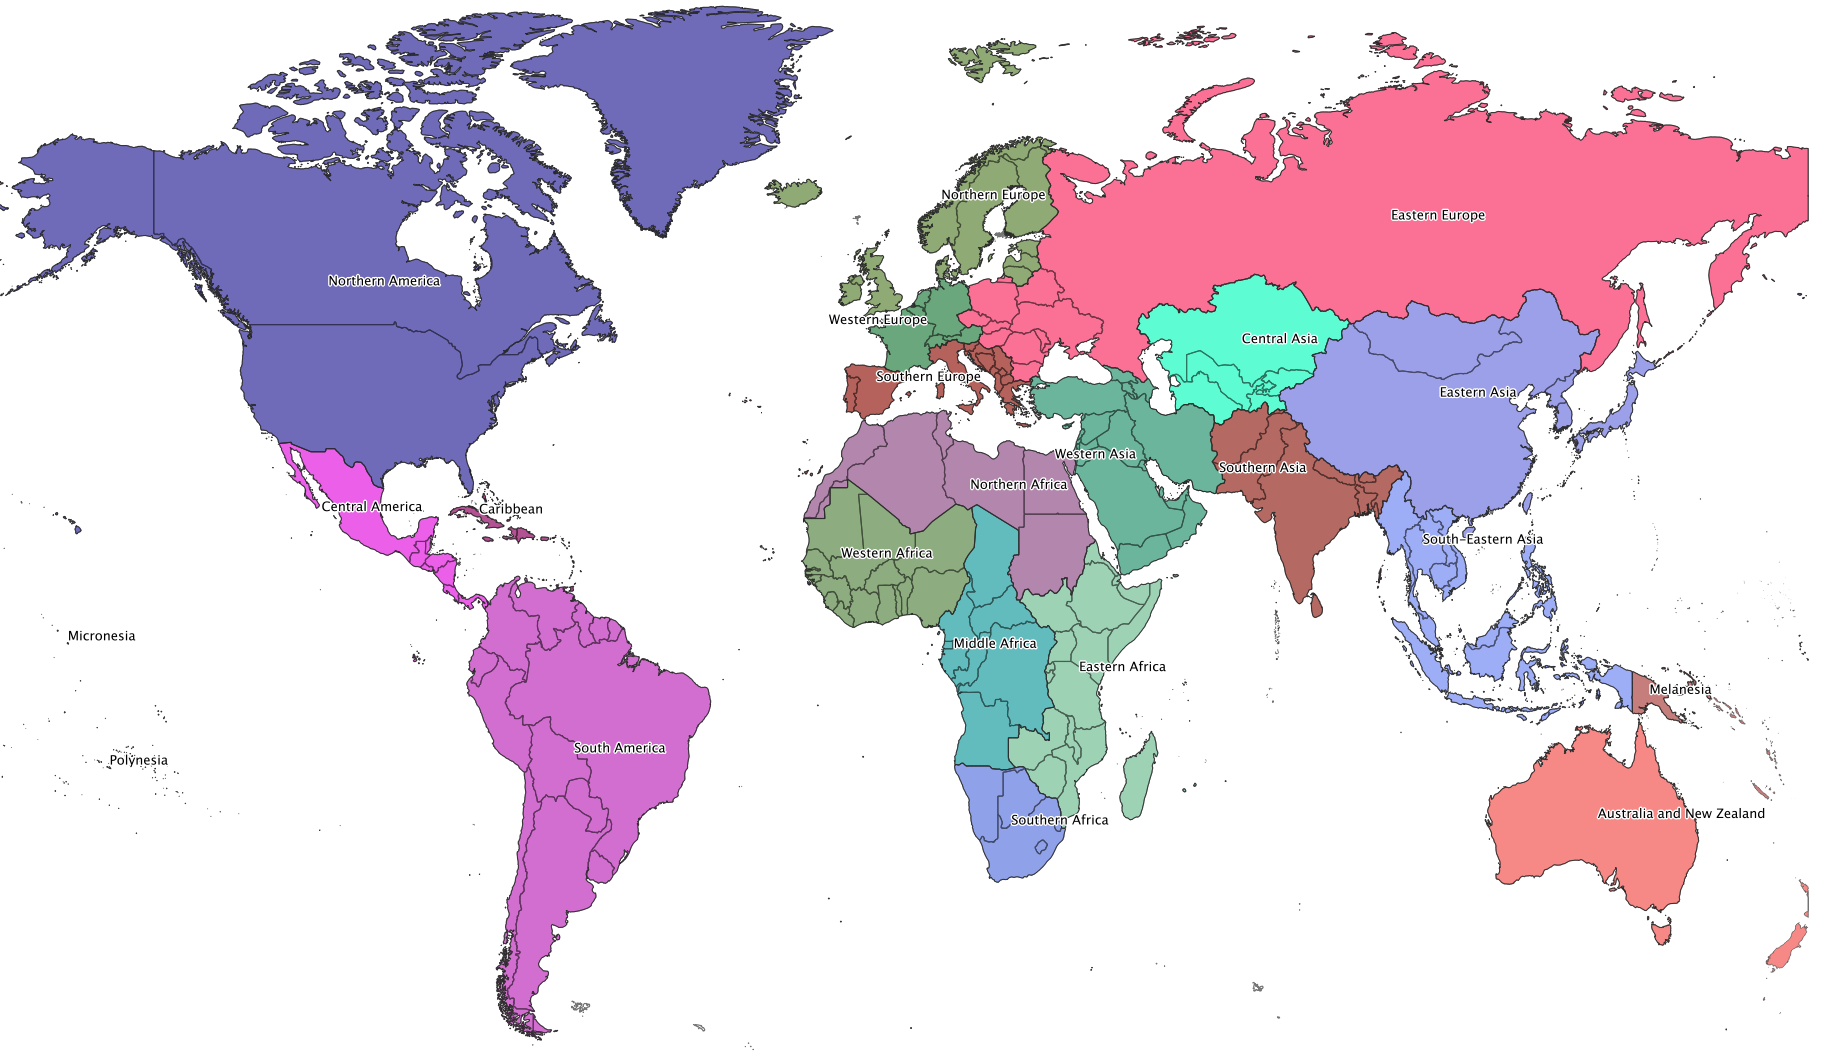 Northern Europe
Eastern Europe
Northern America
Western Europe
Central Asia
Southern Europe
Eastern Asia
Western Asia
Southern Asia
Northern Africa
Central America
Caribbean
South-Eastern Asia
Western Africa
Micronesia
Middle Africa
Eastern Africa
Melanesia
South America
Polynesia
Australia and New Zealand
Southern Africa